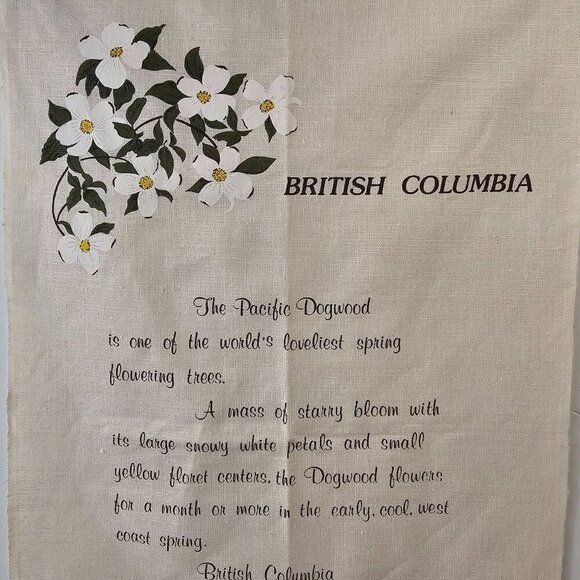 BRITISH COLUMBIA
The Pacific Dogwood
is one of the world's loveliest spring
flowering trees.
A mass of starry bloom with
its large snowy white petals and small
yellow floret centers, the Dogwood flowers
for a month or more in the early, cool, west
coast spring.
British Columbia